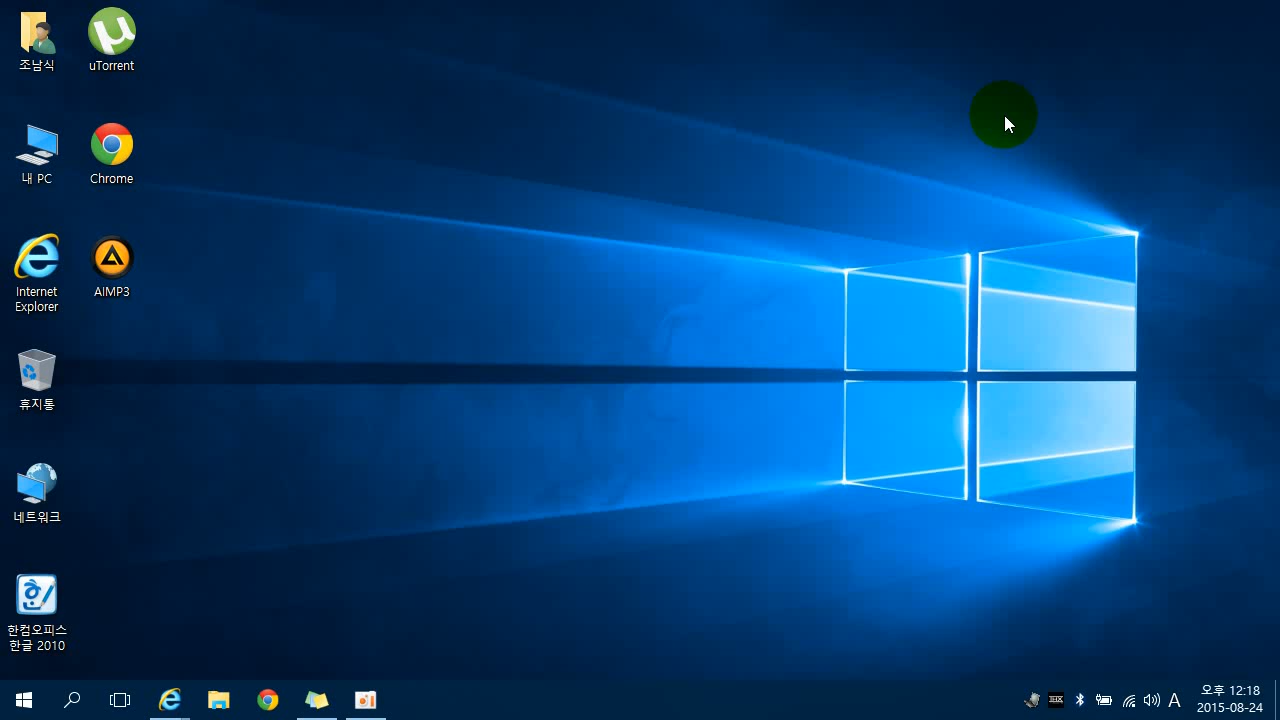 조남식
uTorrent
내 PC
Chrome
Internet
Explorer
AIMP3
휴지통
네트워크
한컴오피스
한글 2010
THX
A
오후 12:18
2015-08-24